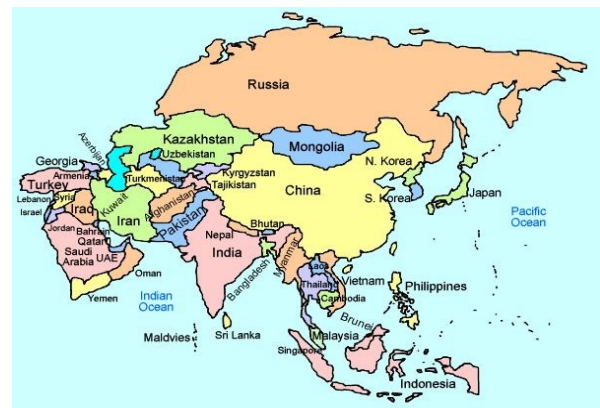 Russia
Kazakhstan
Uzbekistan
Mongolia
Azerbijan
Georgia
Armenia
Turkmenistan
Kyrgyzstan
Tajikistan
N. Korea
Turkey
China
Lebanon
Syria
Kuwait
Afghanistan
S. Korea
Japan
Israel
Iraq
Iran
Pakistan
Pacific
Ocean
Jordan
Bahrain
Qatar
Nepal
Bhutan
Saudi
Arabia
UAE
India
Bangladesh
Myanmar
Laos
Oman
Thailand
Vietnam
Philippines
Yemen
Indian
Ocean
Cambodia
Brunei
Maldvies
Sri Lanka
Malaysia
Singapore
Indonesia